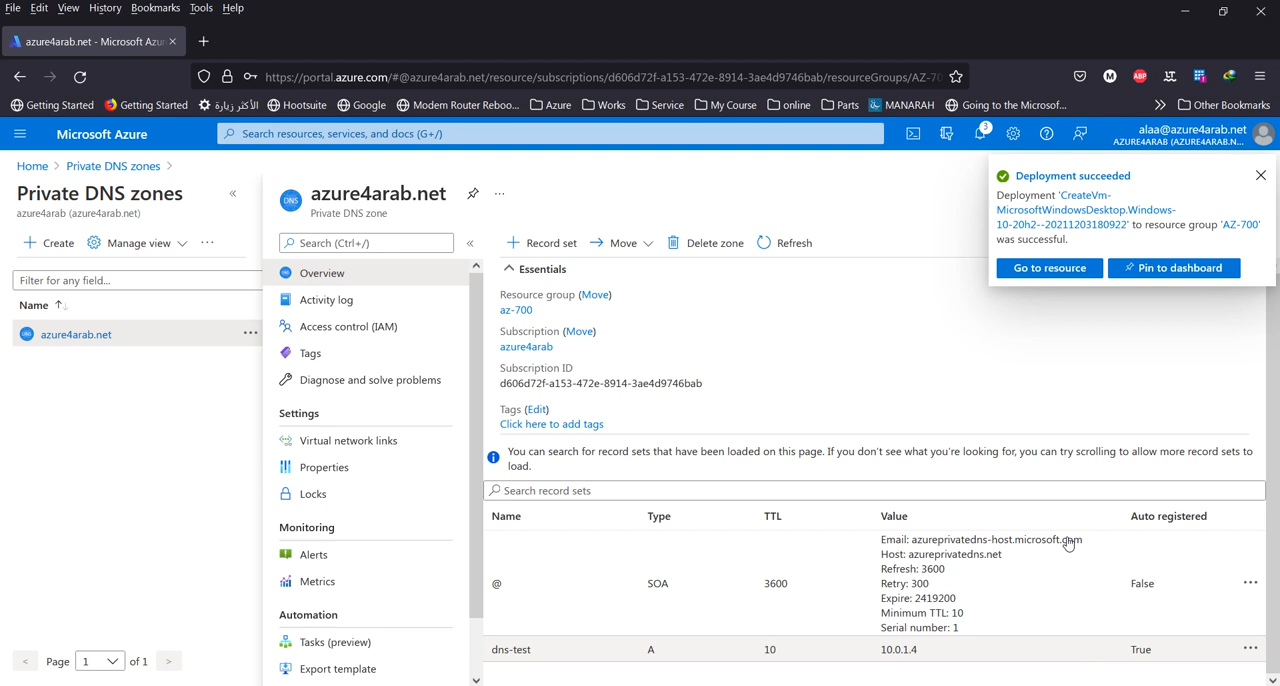 File Edit View History Bookmarks Tools Help
azure4arab.net - Microsoft Azu
https://portal.azure.com/#@azure4arab.net/resource/subscriptions/d606d72f-a153-472e-8914-3ae4d9746bab/resourceGroups/AZ-70
Getting Started Getting Started الأكثر زيارة Hootsuite Google Modem Router Reboo... Azure Works Service My Course online Parts MANARAH Going to the Microsof... Other Bookmarks
Microsoft Azure
Search resources, services, and docs (G+/)
3
alaa@azure4arab.net
AZURE4ARAB (AZURE4ARAB.N...
Home > Private DNS zones >
Private DNS zones
azure4arab (azure4arab.net)
Create Manage view
Filter for any field...
Name
azure4arab.net
< Page 1 of 1 >
DNS
azure4arab.net
Private DNS zone
Search (Ctrl+/)
Overview
Activity log
Access control (IAM)
Tags
Diagnose and solve problems
Settings
Virtual network links
Properties
Locks
Monitoring
Alerts
Metrics
Automation
Tasks (preview)
Export template
Record set Move Delete zone Refresh
Essentials
Resource group (Move)
az-700
Subscription (Move)
azure4arab
Subscription ID
d606d72f-a153-472e-8914-3ae4d9746bab
Tags (Edit)
Click here to add tags
You can search for record sets that have been loaded on this page. If you don't see what you're looking for, you can try scrolling to allow more record sets to
load.
Search record sets
Name Type TTL Value Auto registered
Email: azureprivatedns-host.microsoft.com
Host: azureprivatedns.net
Refresh: 3600
@ SOA 3600 Retry: 300 False
Expire: 2419200
Minimum TTL: 10
Serial number: 1
dns-test A 10 10.0.1.4 True
Deployment succeeded
Deployment 'CreateVm-
MicrosoftWindowsDesktop.Windows-
10-20h2--20211203180922' to resource group 'AZ-700'
was successful.
Go to resource Pin to dashboard